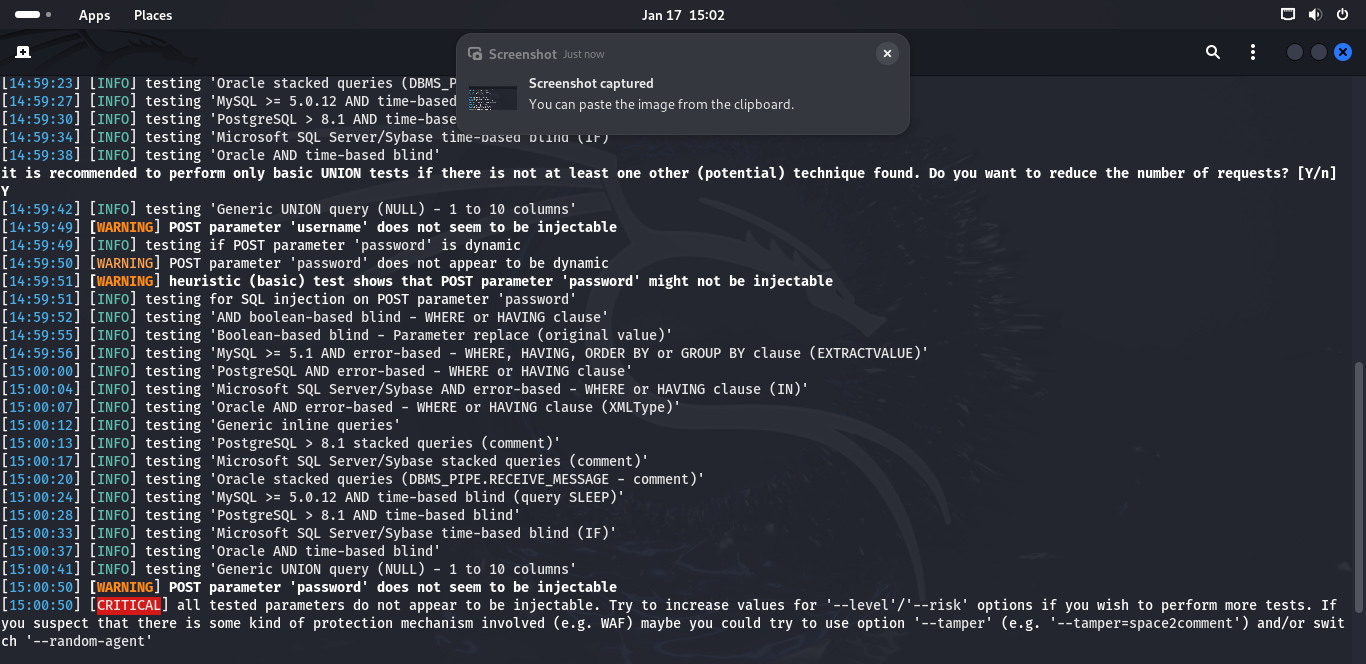 Apps Places Jan 17 15:02
Screenshot Just now
Screenshot captured
You can paste the image from the clipboard.
[14:59:23] [INFO] testing 'Oracle stacked queries (DBMS_P
[14:59:27] [INFO] testing 'MySQL >= 5.0.12 AND time-based
[14:59:30] [INFO] testing 'PostgreSQL > 8.1 AND time-base
[14:59:34] [INFO] testing 'Microsoft SQL Server/Sybase time-based blind (IF)
[14:59:38] [INFO] testing 'Oracle AND time-based blind'
it is recommended to perform only basic UNION tests if there is not at least one other (potential) technique found. Do you want to reduce the number of requests? [Y/n]
Y
[14:59:42] [INFO] testing 'Generic UNION query (NULL) - 1 to 10 columns'
[14:59:49] [WARNING] POST parameter 'username' does not seem to be injectable
[14:59:49] [INFO] testing if POST parameter 'password' is dynamic
[14:59:50] [WARNING] POST parameter 'password' does not appear to be dynamic
[14:59:51] [WARNING] heuristic (basic) test shows that POST parameter 'password' might not be injectable
[14:59:51] [INFO] testing for SQL injection on POST parameter 'password'
[14:59:52] [INFO] testing 'AND boolean-based blind - WHERE or HAVING clause'
[14:59:55] [INFO] testing 'Boolean-based blind - Parameter replace (original value)'
[14:59:56] [INFO] testing 'MySQL >= 5.1 AND error-based - WHERE, HAVING, ORDER BY or GROUP BY clause (EXTRACTVALUE)'
[15:00:00] [INFO] testing 'PostgreSQL AND error-based - WHERE or HAVING clause'
[15:00:04] [INFO] testing 'Microsoft SQL Server/Sybase AND error-based - WHERE or HAVING clause (IN)'
[15:00:07] [INFO] testing 'Oracle AND error-based - WHERE or HAVING clause (XMLType)'
[15:00:12] [INFO] testing 'Generic inline queries'
[15:00:13] [INFO] testing 'PostgreSQL > 8.1 stacked queries (comment)'
[15:00:17] [INFO] testing 'Microsoft SQL Server/Sybase stacked queries (comment)'
[15:00:20] [INFO] testing 'Oracle stacked queries (DBMS_PIPE.RECEIVE_MESSAGE - comment)'
[15:00:24] [INFO] testing 'MySQL >= 5.0.12 AND time-based blind (query SLEEP)'
[15:00:28] [INFO] testing 'PostgreSQL > 8.1 AND time-based blind'
[15:00:33] [INFO] testing 'Microsoft SQL Server/Sybase time-based blind (IF)'
[15:00:37] [INFO] testing 'Oracle AND time-based blind'
[15:00:41] [INFO] testing 'Generic UNION query (NULL) - 1 to 10 columns'
[15:00:50] [WARNING] POST parameter 'password' does not seem to be injectable
[15:00:50] [CRITICAL] all tested parameters do not appear to be injectable. Try to increase values for '--level'/'--risk' options if you wish to perform more tests. If
you suspect that there is some kind of protection mechanism involved (e.g. WAF) maybe you could try to use option '--tamper' (e.g. '--tamper=space2comment') and/or swit
ch '--random-agent'